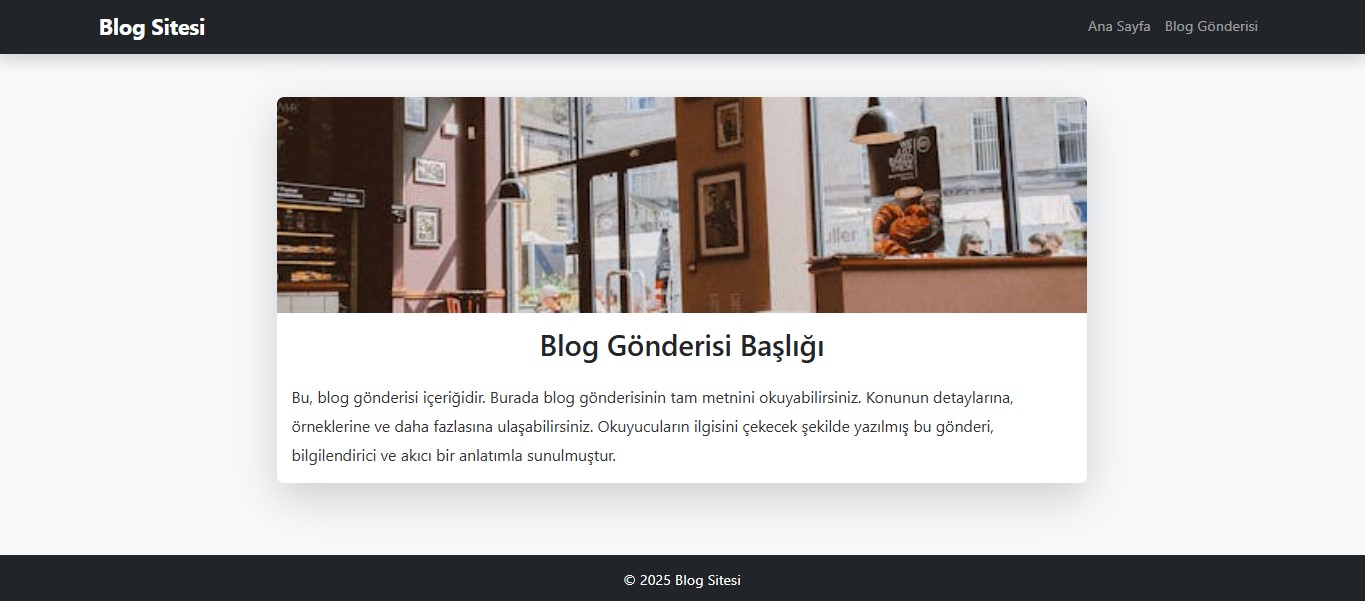 Blog Sitesi
Ana Sayfa Blog Gönderisi
uller
Blog Gönderisi Başlığı
Bu, blog gönderisi içeriğidir. Burada blog gönderisinin tam metnini okuyabilirsiniz. Konunun detaylarına,
örneklerine ve daha fazlasına ulaşabilirsiniz. Okuyucuların ilgisini çekecek şekilde yazılmış bu gönderi,
bilgilendirici ve akıcı bir anlatımla sunulmuştur.
© 2025 Blog Sitesi